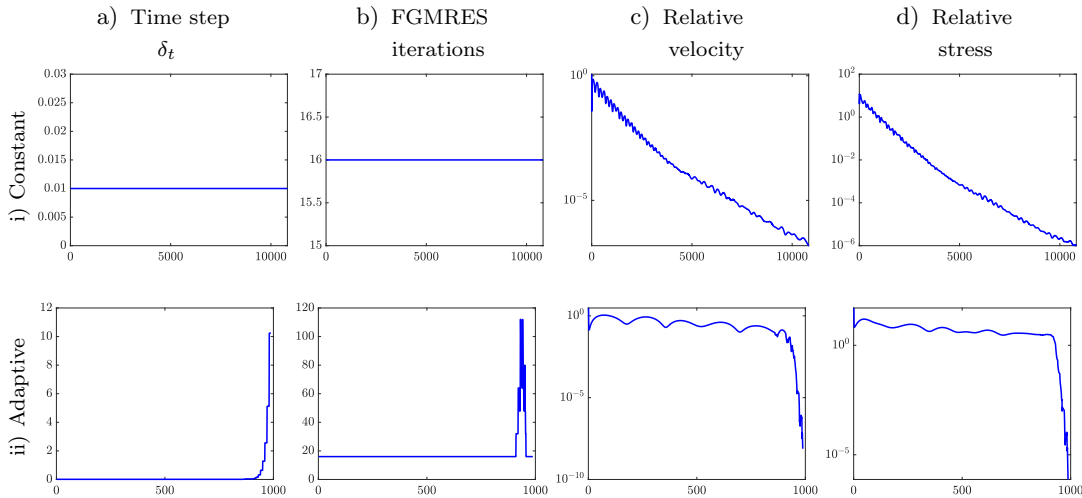 a) Time step
δt
b) FGMRES
iterations
c) Relative
velocity
d) Relative
stress
i) Constant
0.03
0.025
0.02
0.015
0.01
0.005
0
0 5000 10000
17
16.5
16
15.5
15
0 5000 10000
10^0
10^-5
0 5000 10000
10^2
10^0
10^-2
10^-4
10^-6
0 5000 10000
ii) Adaptive
12
10
8
6
4
2
0
0 500 1000
120
100
80
60
40
20
0
0 500 1000
10^0
10^-5
10^-10
0 500 1000
10^0
10^-5
0 500 1000